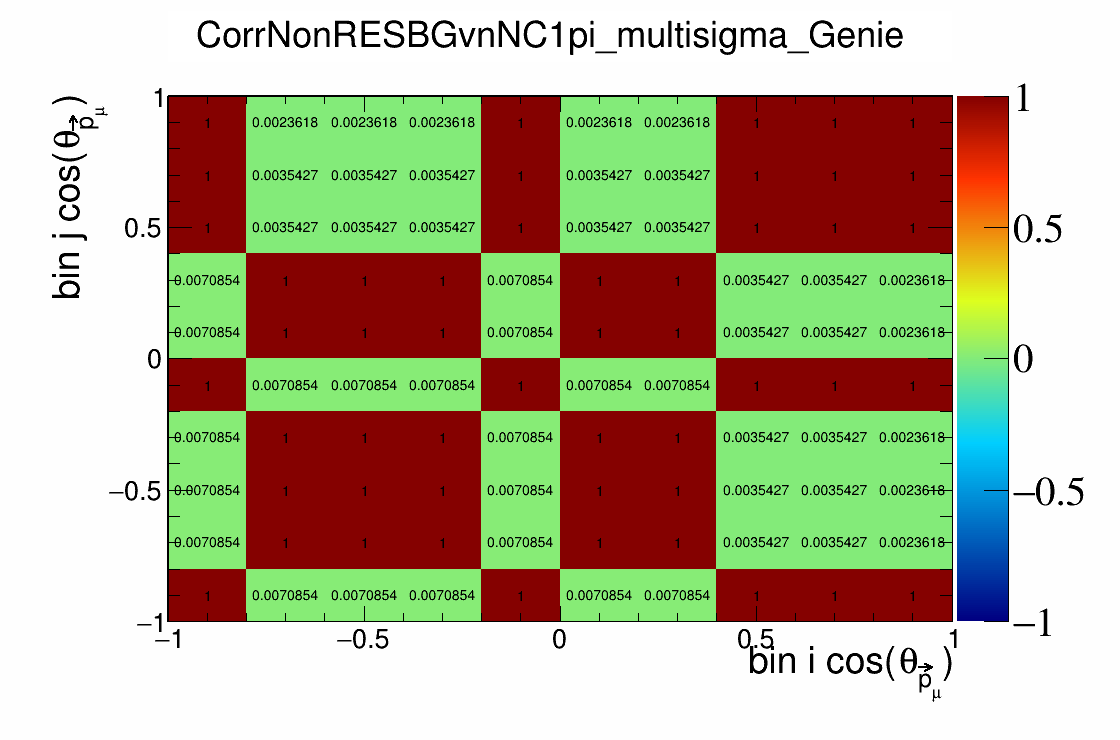 CorrNonRESBGvnNC1pi_multisigma_Genie
bin j cos(θ_p⃗_μ)
1
0.5
0
−0.5
−1
1 0.0023618 0.0023618 0.0023618 1 0.0023618 0.0023618 1 1 1
1 0.0035427 0.0035427 0.0035427 1 0.0035427 0.0035427 1 1 1
1 0.0035427 0.0035427 0.0035427 1 0.0035427 0.0035427 1 1 1
0.0070854 1 1 1 0.0070854 1 1 0.0035427 0.0035427 0.0023618
0.0070854 1 1 1 0.0070854 1 1 0.0035427 0.0035427 0.0023618
1 0.0070854 0.0070854 0.0070854 1 0.0070854 0.0070854 1 1 1
0.0070854 1 1 1 0.0070854 1 1 0.0035427 0.0035427 0.0023618
0.0070854 1 1 1 0.0070854 1 1 0.0035427 0.0035427 0.0023618
0.0070854 1 1 1 0.0070854 1 1 0.0035427 0.0035427 0.0023618
1 0.0070854 0.0070854 0.0070854 1 0.0070854 0.0070854 1 1 1
−1 −0.5 0 0.5 1
bin i cos(θ_p⃗_μ)
1
0.5
0
−0.5
−1